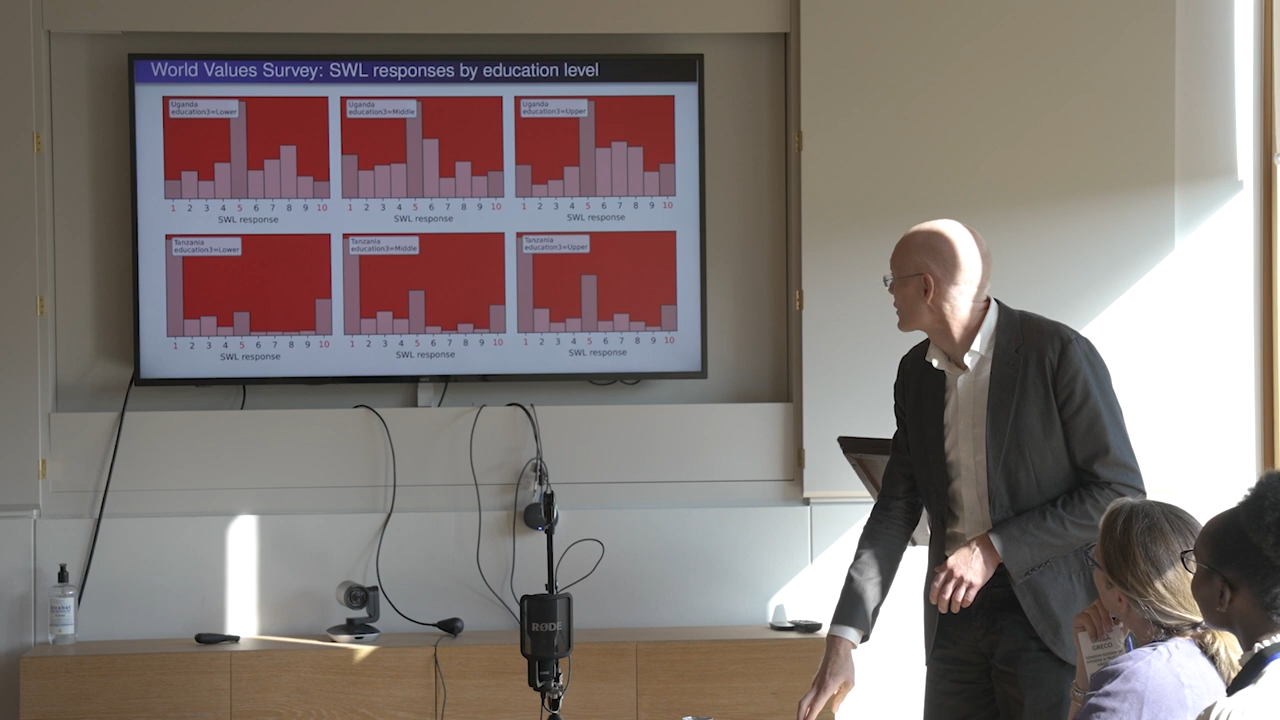 World Values Survey: SWL responses by education level
Uganda
education3=Lower
Uganda
education3=Middle
Uganda
education3=Upper
1 2 3 4 5 6 7 8 9 10
1 2 3 4 5 6 7 8 9 10
1 2 3 4 5 6 7 8 9 10
SWL response
SWL response
SWL response
Tanzania
education3=Lower
Tanzania
education3=Middle
Tanzania
education3=Upper
1 2 3 4 5 6 7 8 9 10
1 2 3 4 5 6 7 8 9 10
1 2 3 4 5 6 7 8 9 10
SWL response
SWL response
SWL response
RØDE
GRECO